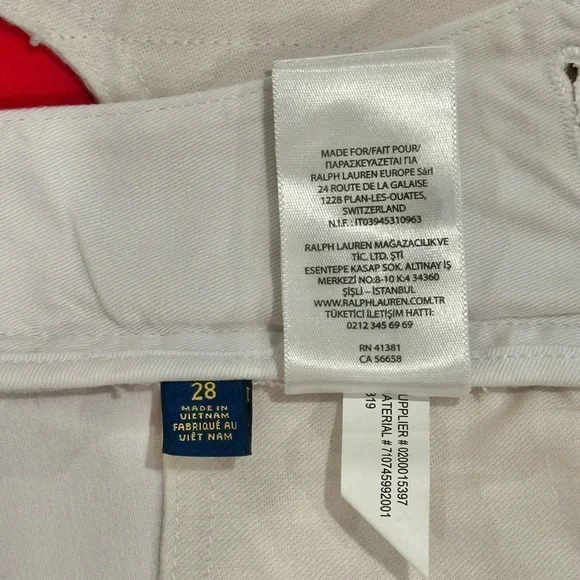 MADE FOR/FAIT POUR/
ΠΑΡΑΣΚΕΥΑΖΕΤΑΙ ΓΙΑ
RALPH LAUREN EUROPE Sàrl
24 ROUTE DE LA GALAISE
1228 PLAN-LES-OUATES,
SWITZERLAND
N.I.F. : IT03945310963
RALPH LAUREN MAGAZACILIK VE
TİC. LTD. ŞTİ
ESENTEPE KASAP SOK. ALTINAY İŞ
MERKEZİ NO:8-10 K:4 34360
ŞİŞLİ – İSTANBUL
WWW.RALPHLAUREN.COM.TR
TÜKETİCİ İLETİŞİM HATTI:
0212 345 69 69
RN 41381
CA 56658
28
MADE IN
VIETNAM
FABRIQUÉ AU
VIÊT NAM
UPPLIER # 0200015397
ATERIAL # 710745992001
819